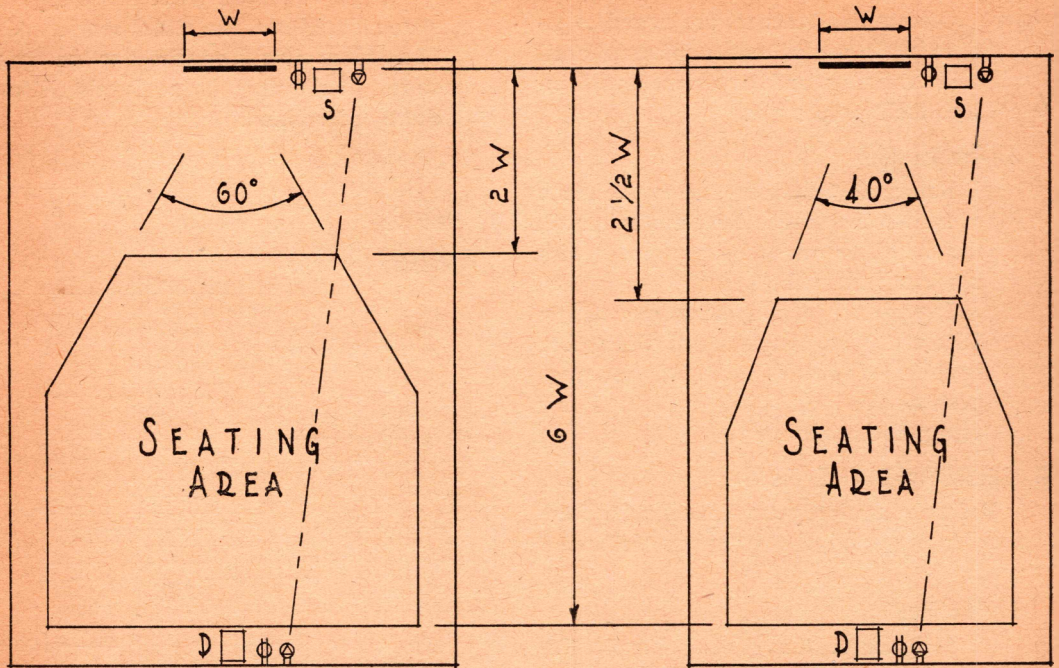 W
W
S
S
60°
2 W
2 1/2 W
40°
6 W
SEATING
AREA
SEATING
AREA
D
D